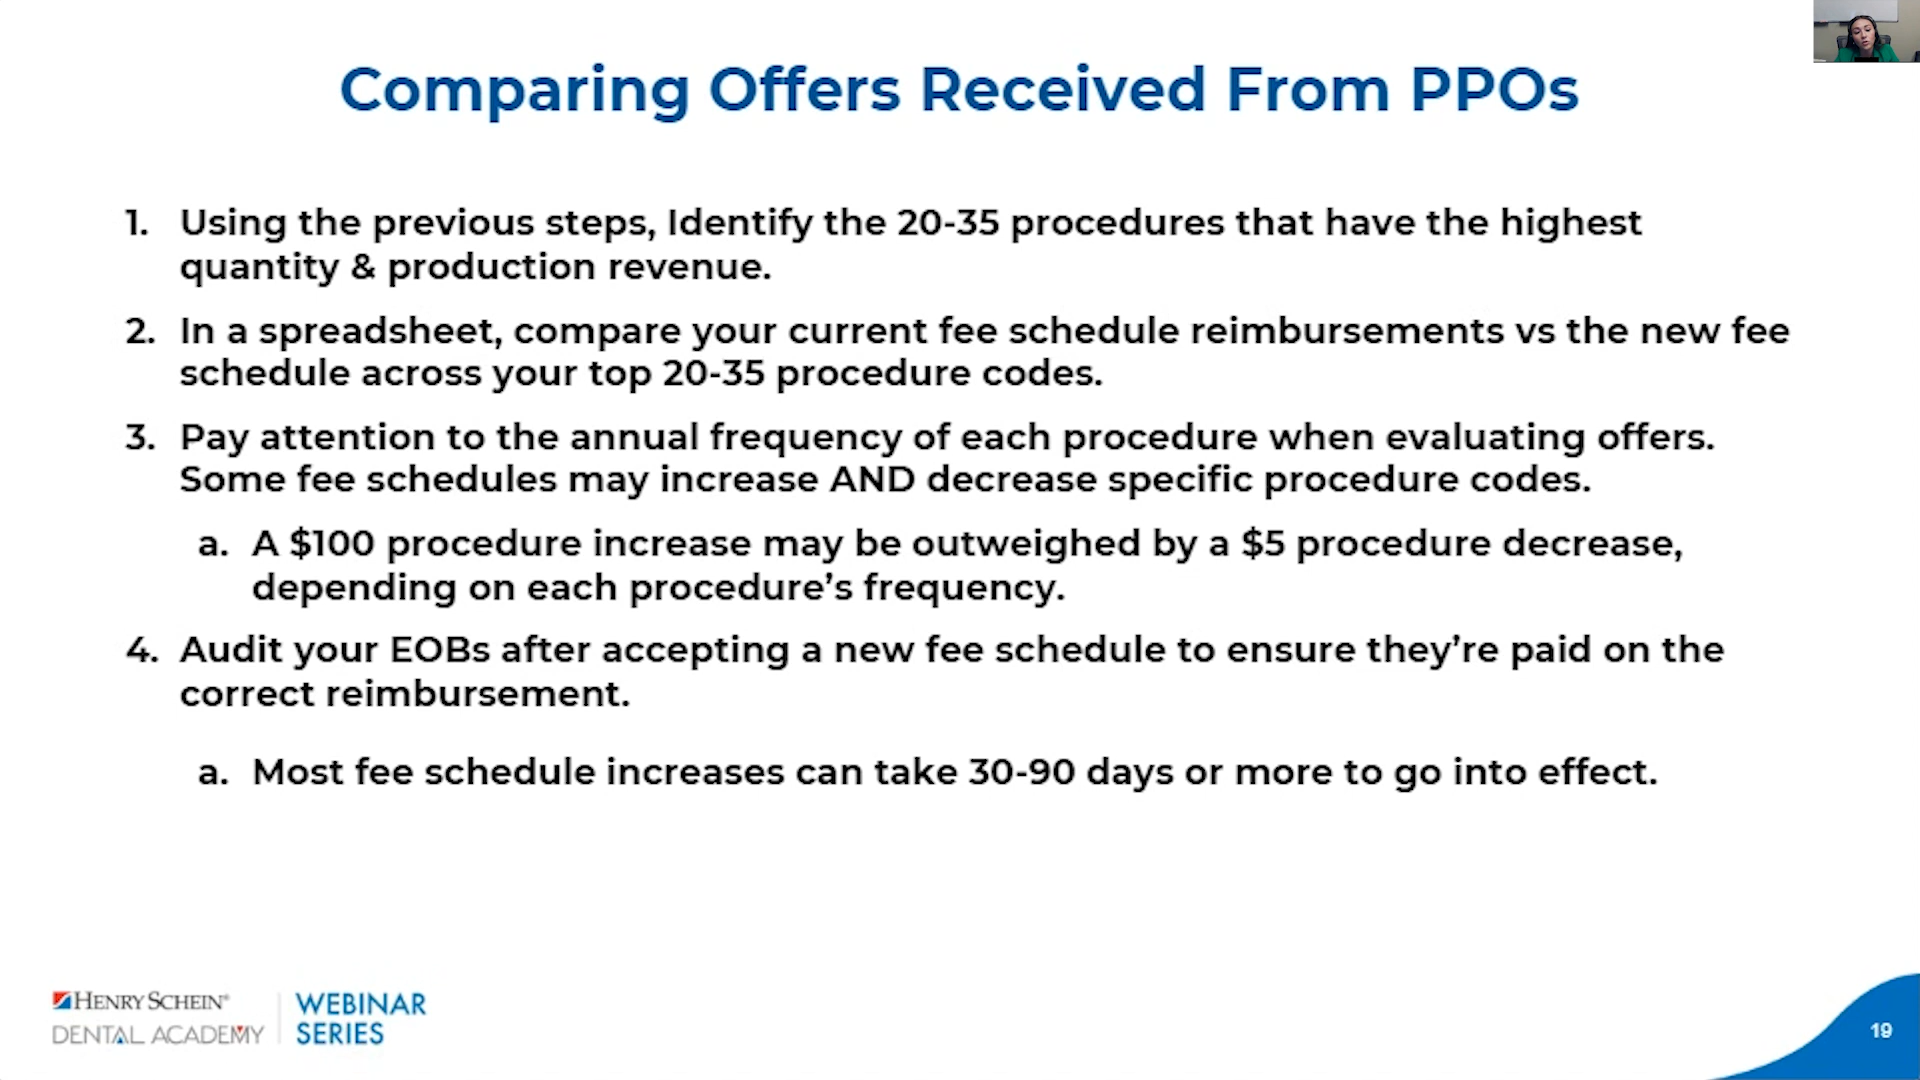 Comparing Offers Received From PPOs
1. Using the previous steps, Identify the 20-35 procedures that have the highest
quantity & production revenue.
2. In a spreadsheet, compare your current fee schedule reimbursements vs the new fee
schedule across your top 20-35 procedure codes.
3. Pay attention to the annual frequency of each procedure when evaluating offers.
Some fee schedules may increase AND decrease specific procedure codes.
a. A $100 procedure increase may be outweighed by a $5 procedure decrease,
depending on each procedure’s frequency.
4. Audit your EOBs after accepting a new fee schedule to ensure they’re paid on the
correct reimbursement.
a. Most fee schedule increases can take 30-90 days or more to go into effect.
HENRY SCHEIN®
DENTAL ACADEMY
WEBINAR
SERIES
19